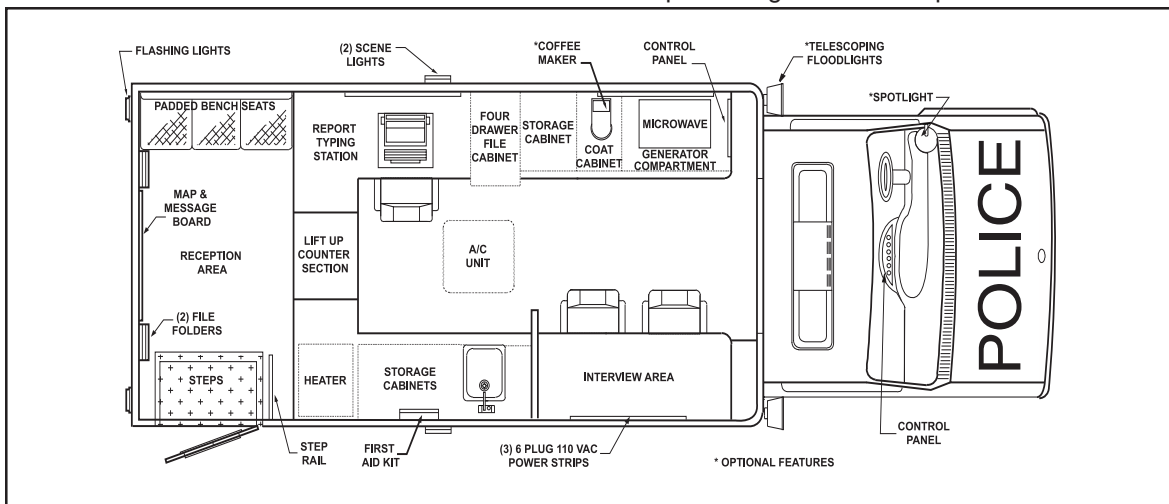 FLASHING LIGHTS
(2) SCENE
LIGHTS
*COFFEE
MAKER
CONTROL
PANEL
*TELESCOPING
FLOODLIGHTS
*SPOTLIGHT
PADDED BENCH SEATS
REPORT
TYPING
STATION
FOUR
DRAWER
FILE
CABINET
STORAGE
CABINET
COAT
CABINET
MICROWAVE
GENERATOR
COMPARTMENT
MAP &
MESSAGE
BOARD
RECEPTION
AREA
LIFT UP
COUNTER
SECTION
A/C
UNIT
POLICE
(2) FILE
FOLDERS
STEPS
HEATER
STORAGE
CABINETS
INTERVIEW AREA
STEP
RAIL
FIRST
AID KIT
(3) 6 PLUG 110 VAC
POWER STRIPS
* OPTIONAL FEATURES
CONTROL
PANEL